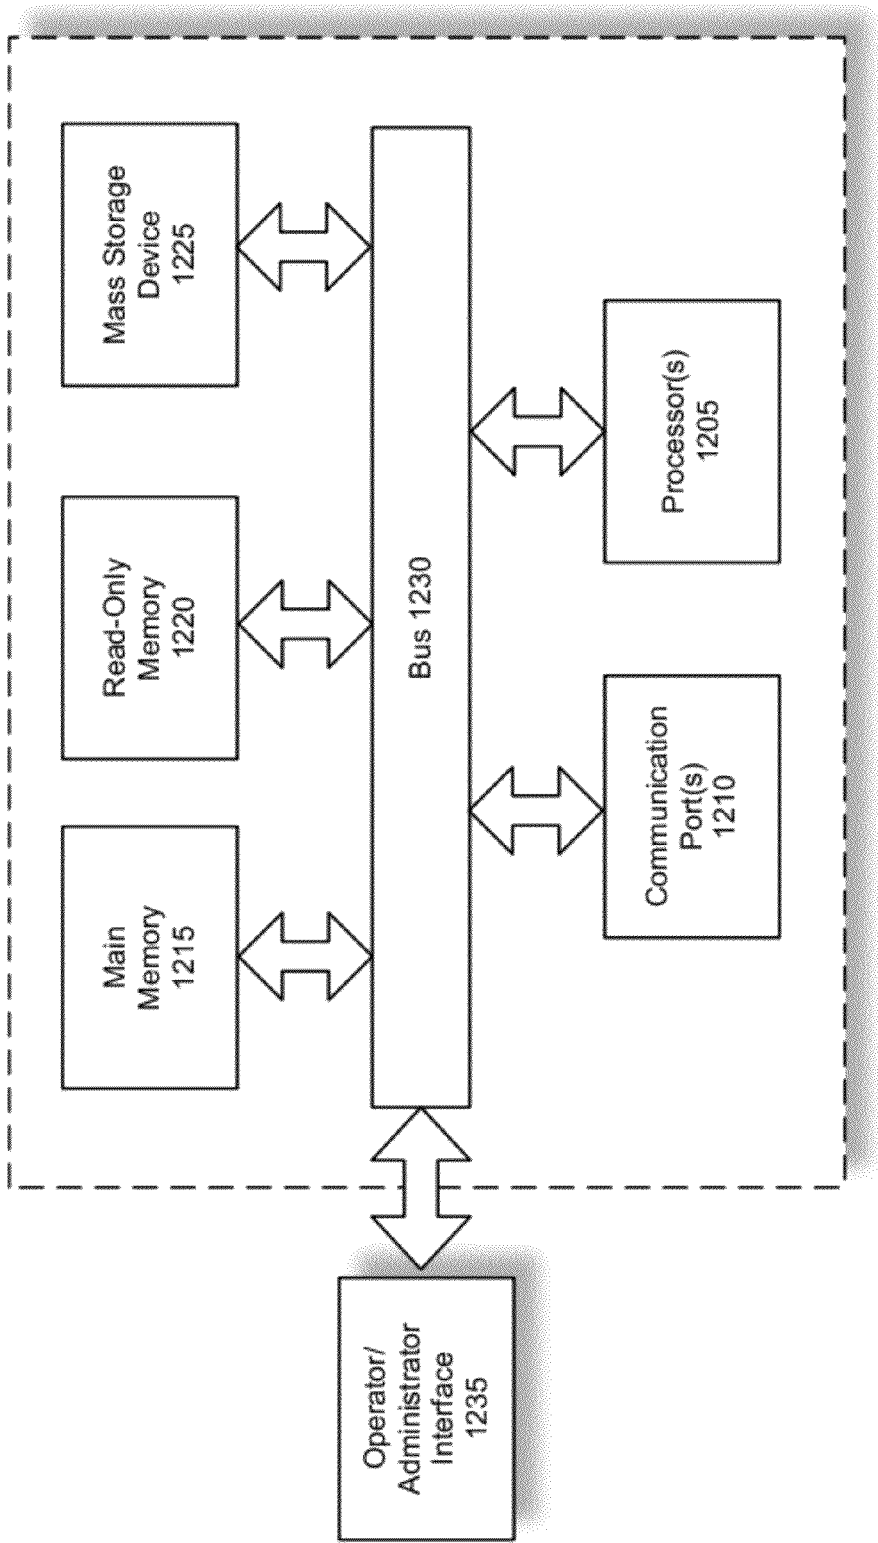 Main
Memory
1215
Read-Only
Memory
1220
Mass Storage
Device
1225
Operator/
Administrator
Interface
1235
Bus 1230
Communication
Port(s)
1210
Processor(s)
1205